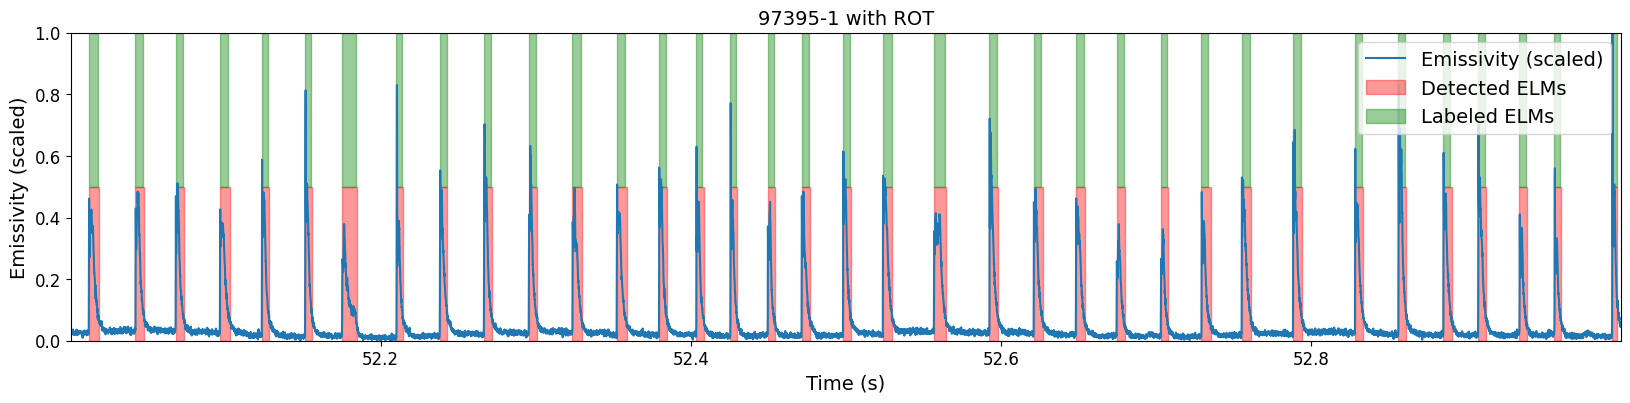 97395-1 with ROT
Emissivity (scaled)
1.0
0.8
0.6
0.4
0.2
0.0
Emissivity (scaled)
Detected ELMs
Labeled ELMs
52.2
52.4
52.6
52.8
Time (s)